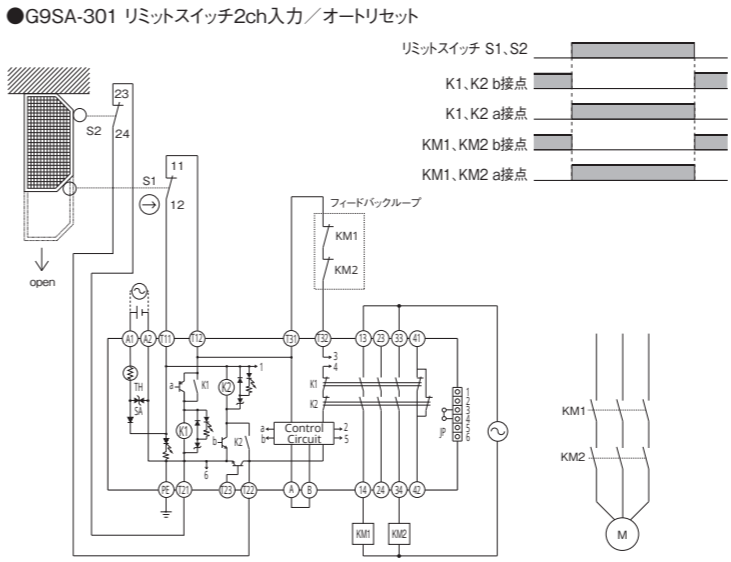 ●G9SA-301 リミットスイッチ2ch入力／オートリセット
リミットスイッチ S1、S2
K1、K2 b接点
K1、K2 a接点
KM1、KM2 b接点
KM1、KM2 a接点
23
S2
24
11
S1
12
open
フィードバックループ
KM1
KM2
A1
A2
T11
T12
T31
T32
13
23
33
41
TH
SA
a
K1
K2
1
3
4
K1
K2
K1
b
K2
a
b
Control
Circuit
2
5
6
JP
1
2
3
4
5
6
PE
T21
T23
T22
A
B
14
24
34
42
KM1
KM2
KM1
KM2
M